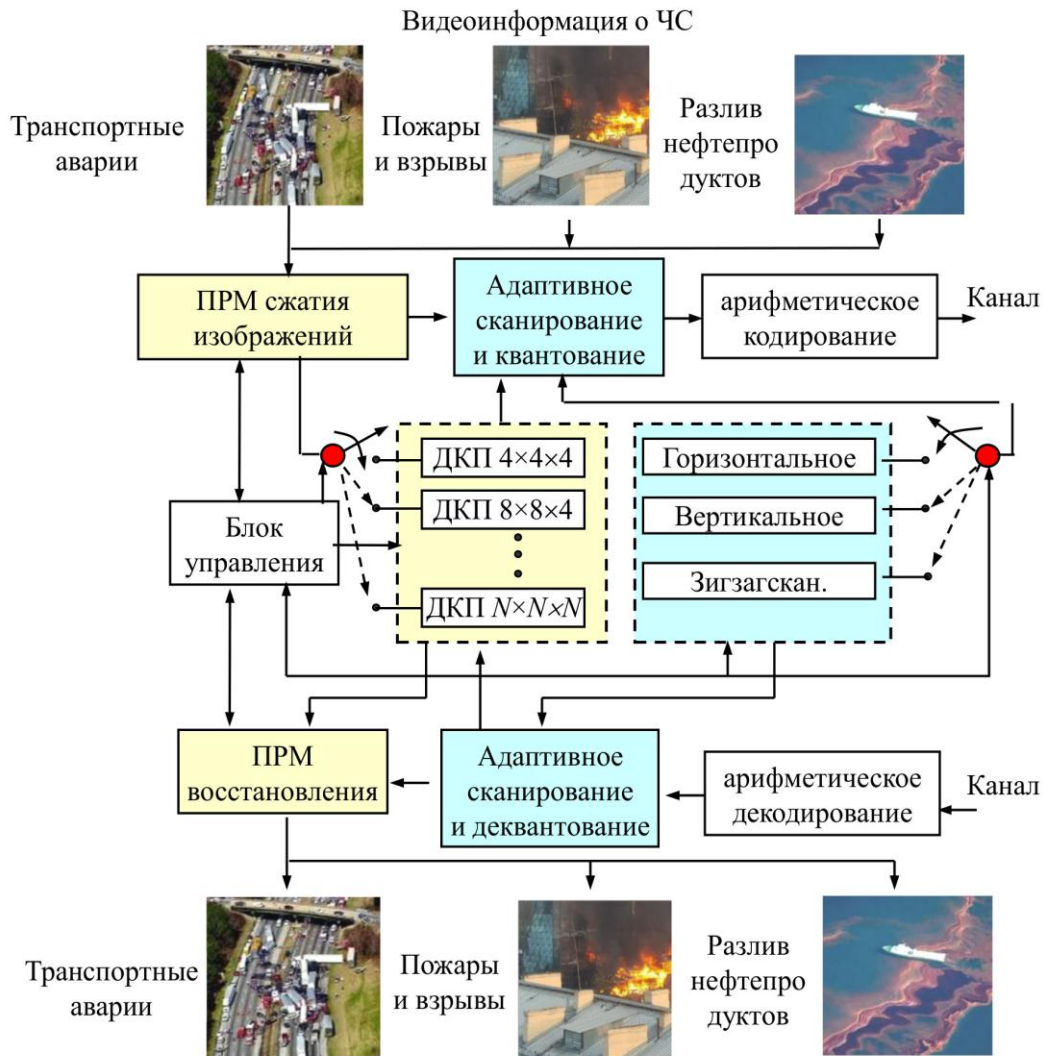 Видеоинформация о ЧС
Транспортные
аварии
Пожары
и взрывы
Разлив
нефтепро
дуктов
ПРМ сжатия
изображений
Адаптивное
сканирование
и квантование
арифметическое
кодирование
Канал
Блок
управления
ДКП 4×4×4
ДКП 8×8×4
ДКП N×N×N
Горизонтальное
Вертикальное
Зигзагскан.
ПРМ
восстановления
Адаптивное
сканирование
и деквантование
арифметическое
декодирование
Канал
Транспортные
аварии
Пожары
и взрывы
Разлив
нефтепро
дуктов